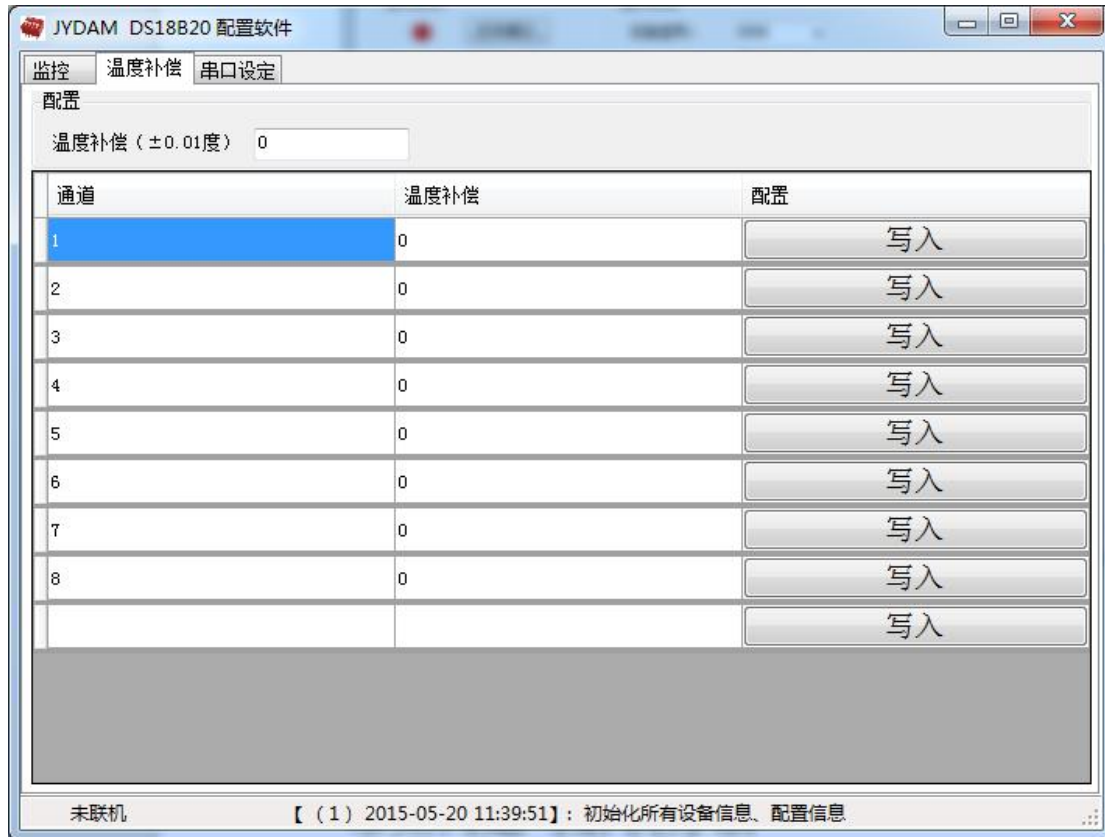 JYDAM DS18B20 配置软件
监控 温度补偿 串口设定
配置
温度补偿（±0.01度） 0
通道 温度补偿 配置
1 0 写入
2 0 写入
3 0 写入
4 0 写入
5 0 写入
6 0 写入
7 0 写入
8 0 写入
写入
未联机 【（1）2015-05-20 11:39:51】：初始化所有设备信息、配置信息